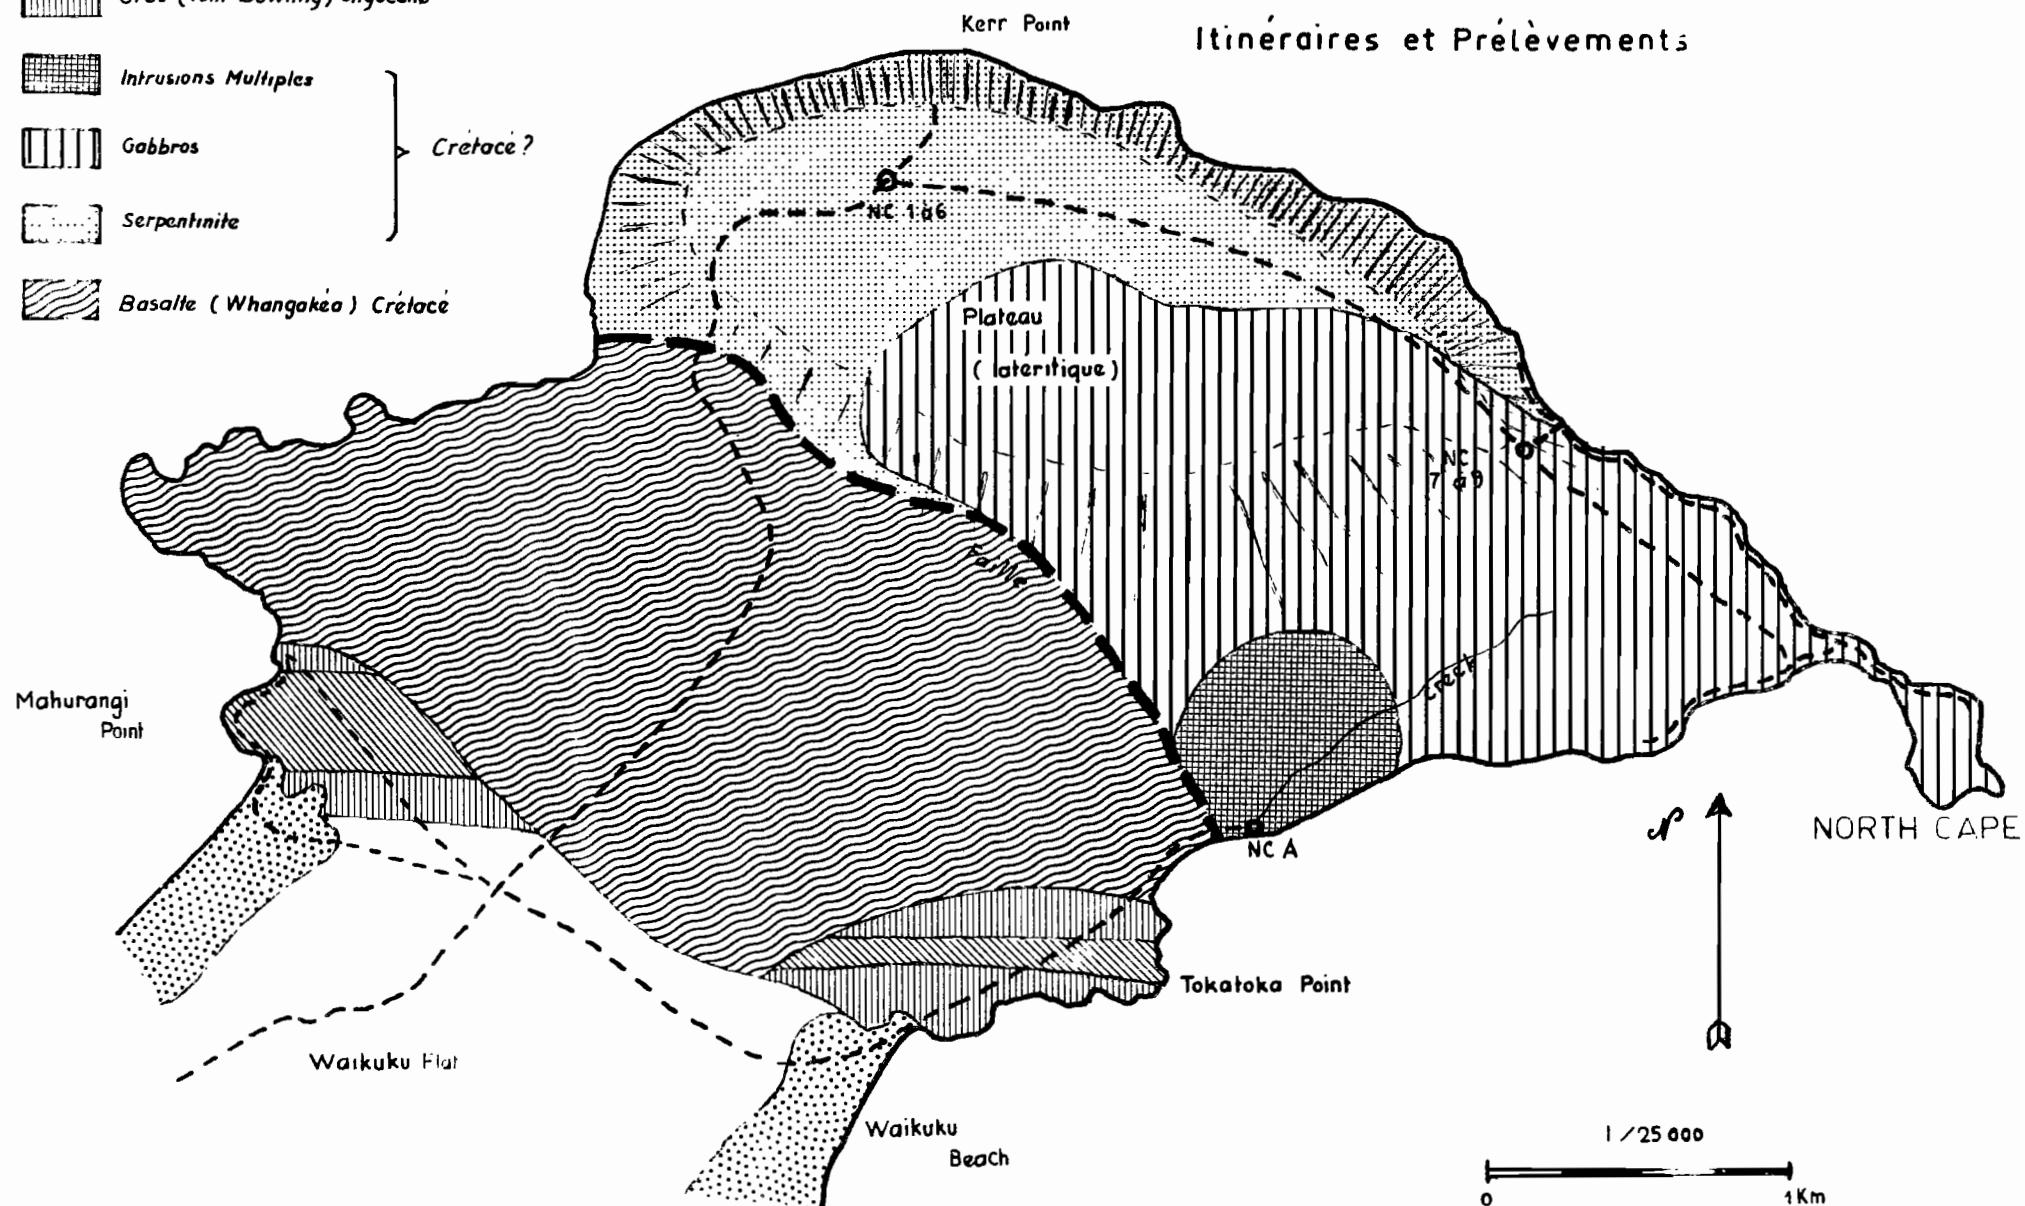 Kerr Point
Itinéraires et Prélèvements
Intrusions Multiples
Gabbros
Crétacé ?
Serpentinite
Basalte ( Whangakéa ) Crétacé
NC 1 à 6
Plateau
( latéritique )
NC
7 à 9
Faille
creek
Mahurangi
Point
N
NORTH CAPE
NC A
Tokatoka Point
Waikuku Flat
Waikuku
Beach
1 / 25 000
0
1 Km